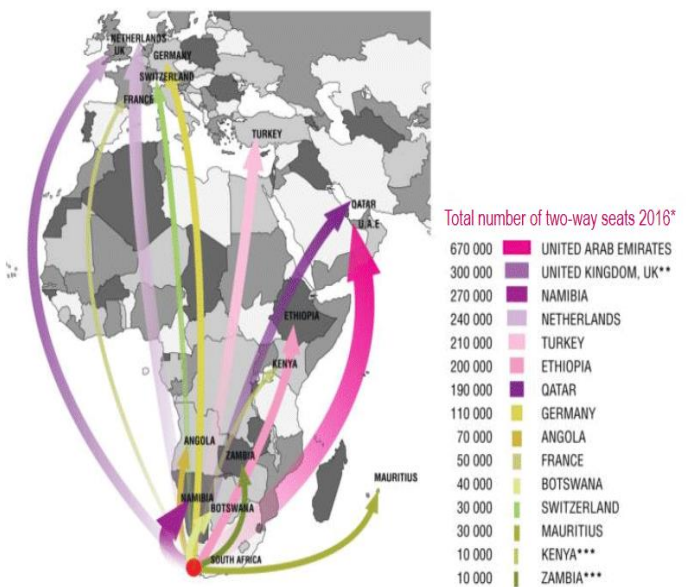 NETHERLANDS
UK
GERMANY
SWITZERLAND
FRANCE
TURKEY
QATAR
U.A.E
ETHIOPIA
KENYA
ANGOLA
ZAMBIA
MAURITIUS
NAMIBIA
BOTSWANA
SOUTH AFRICA
Total number of two-way seats 2016*
670 000 UNITED ARAB EMIRATES
300 000 UNITED KINGDOM, UK**
270 000 NAMIBIA
240 000 NETHERLANDS
210 000 TURKEY
200 000 ETHIOPIA
190 000 QATAR
110 000 GERMANY
70 000 ANGOLA
50 000 FRANCE
40 000 BOTSWANA
30 000 SWITZERLAND
30 000 MAURITIUS
10 000 KENYA***
10 000 ZAMBIA***